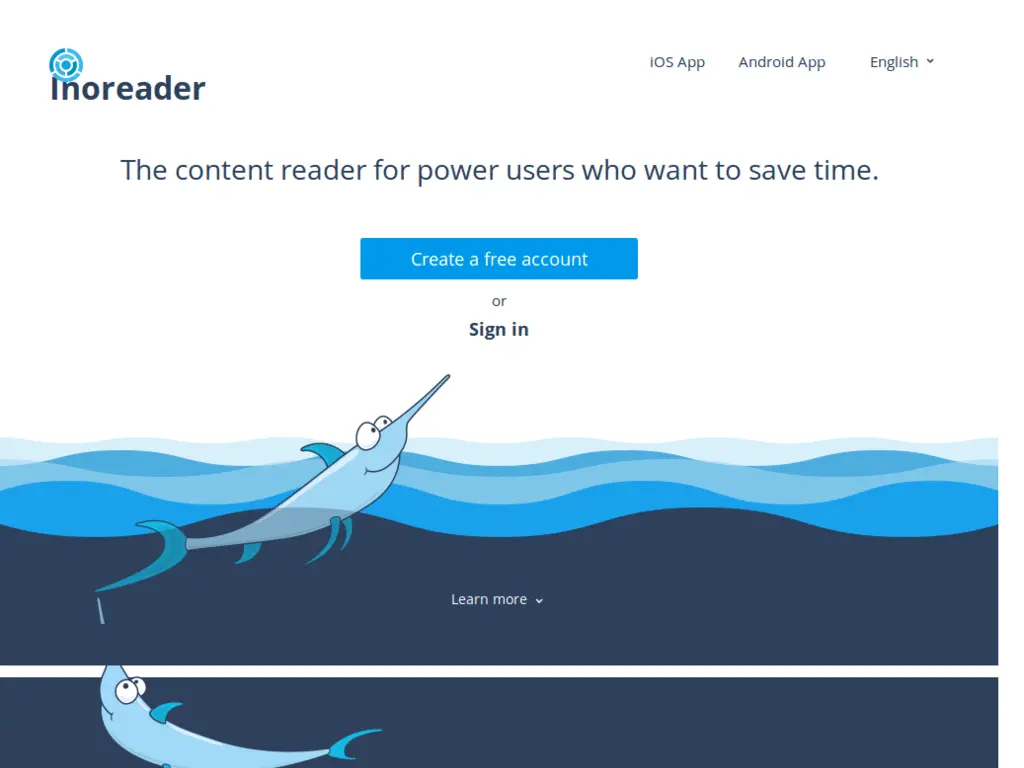 Inoreader
iOS App
Android App
English
The content reader for power users who want to save time.
Create a free account
or
Sign in
Learn more